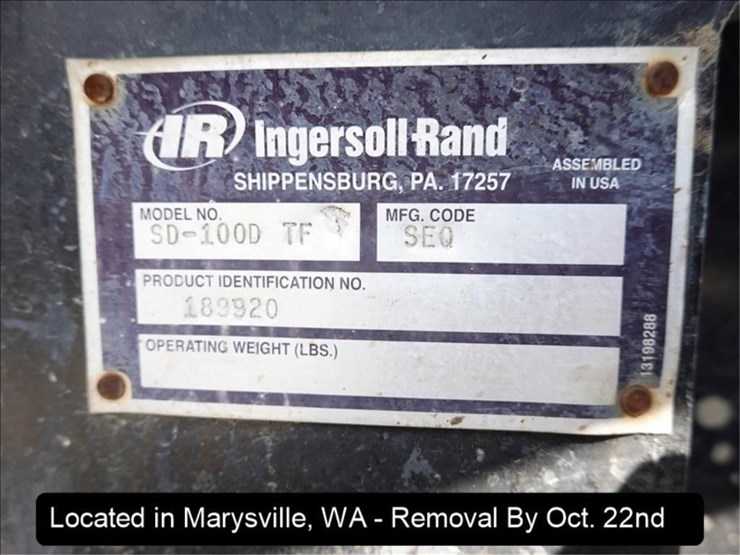 IR Ingersoll-Rand
SHIPPENSBURG, PA. 17257
ASSEMBLED
IN USA
MODEL NO.
SD-100D TF
MFG. CODE
SEQ
PRODUCT IDENTIFICATION NO.
189920
OPERATING WEIGHT (LBS.)
13198288
Located in Marysville, WA - Removal By Oct. 22nd